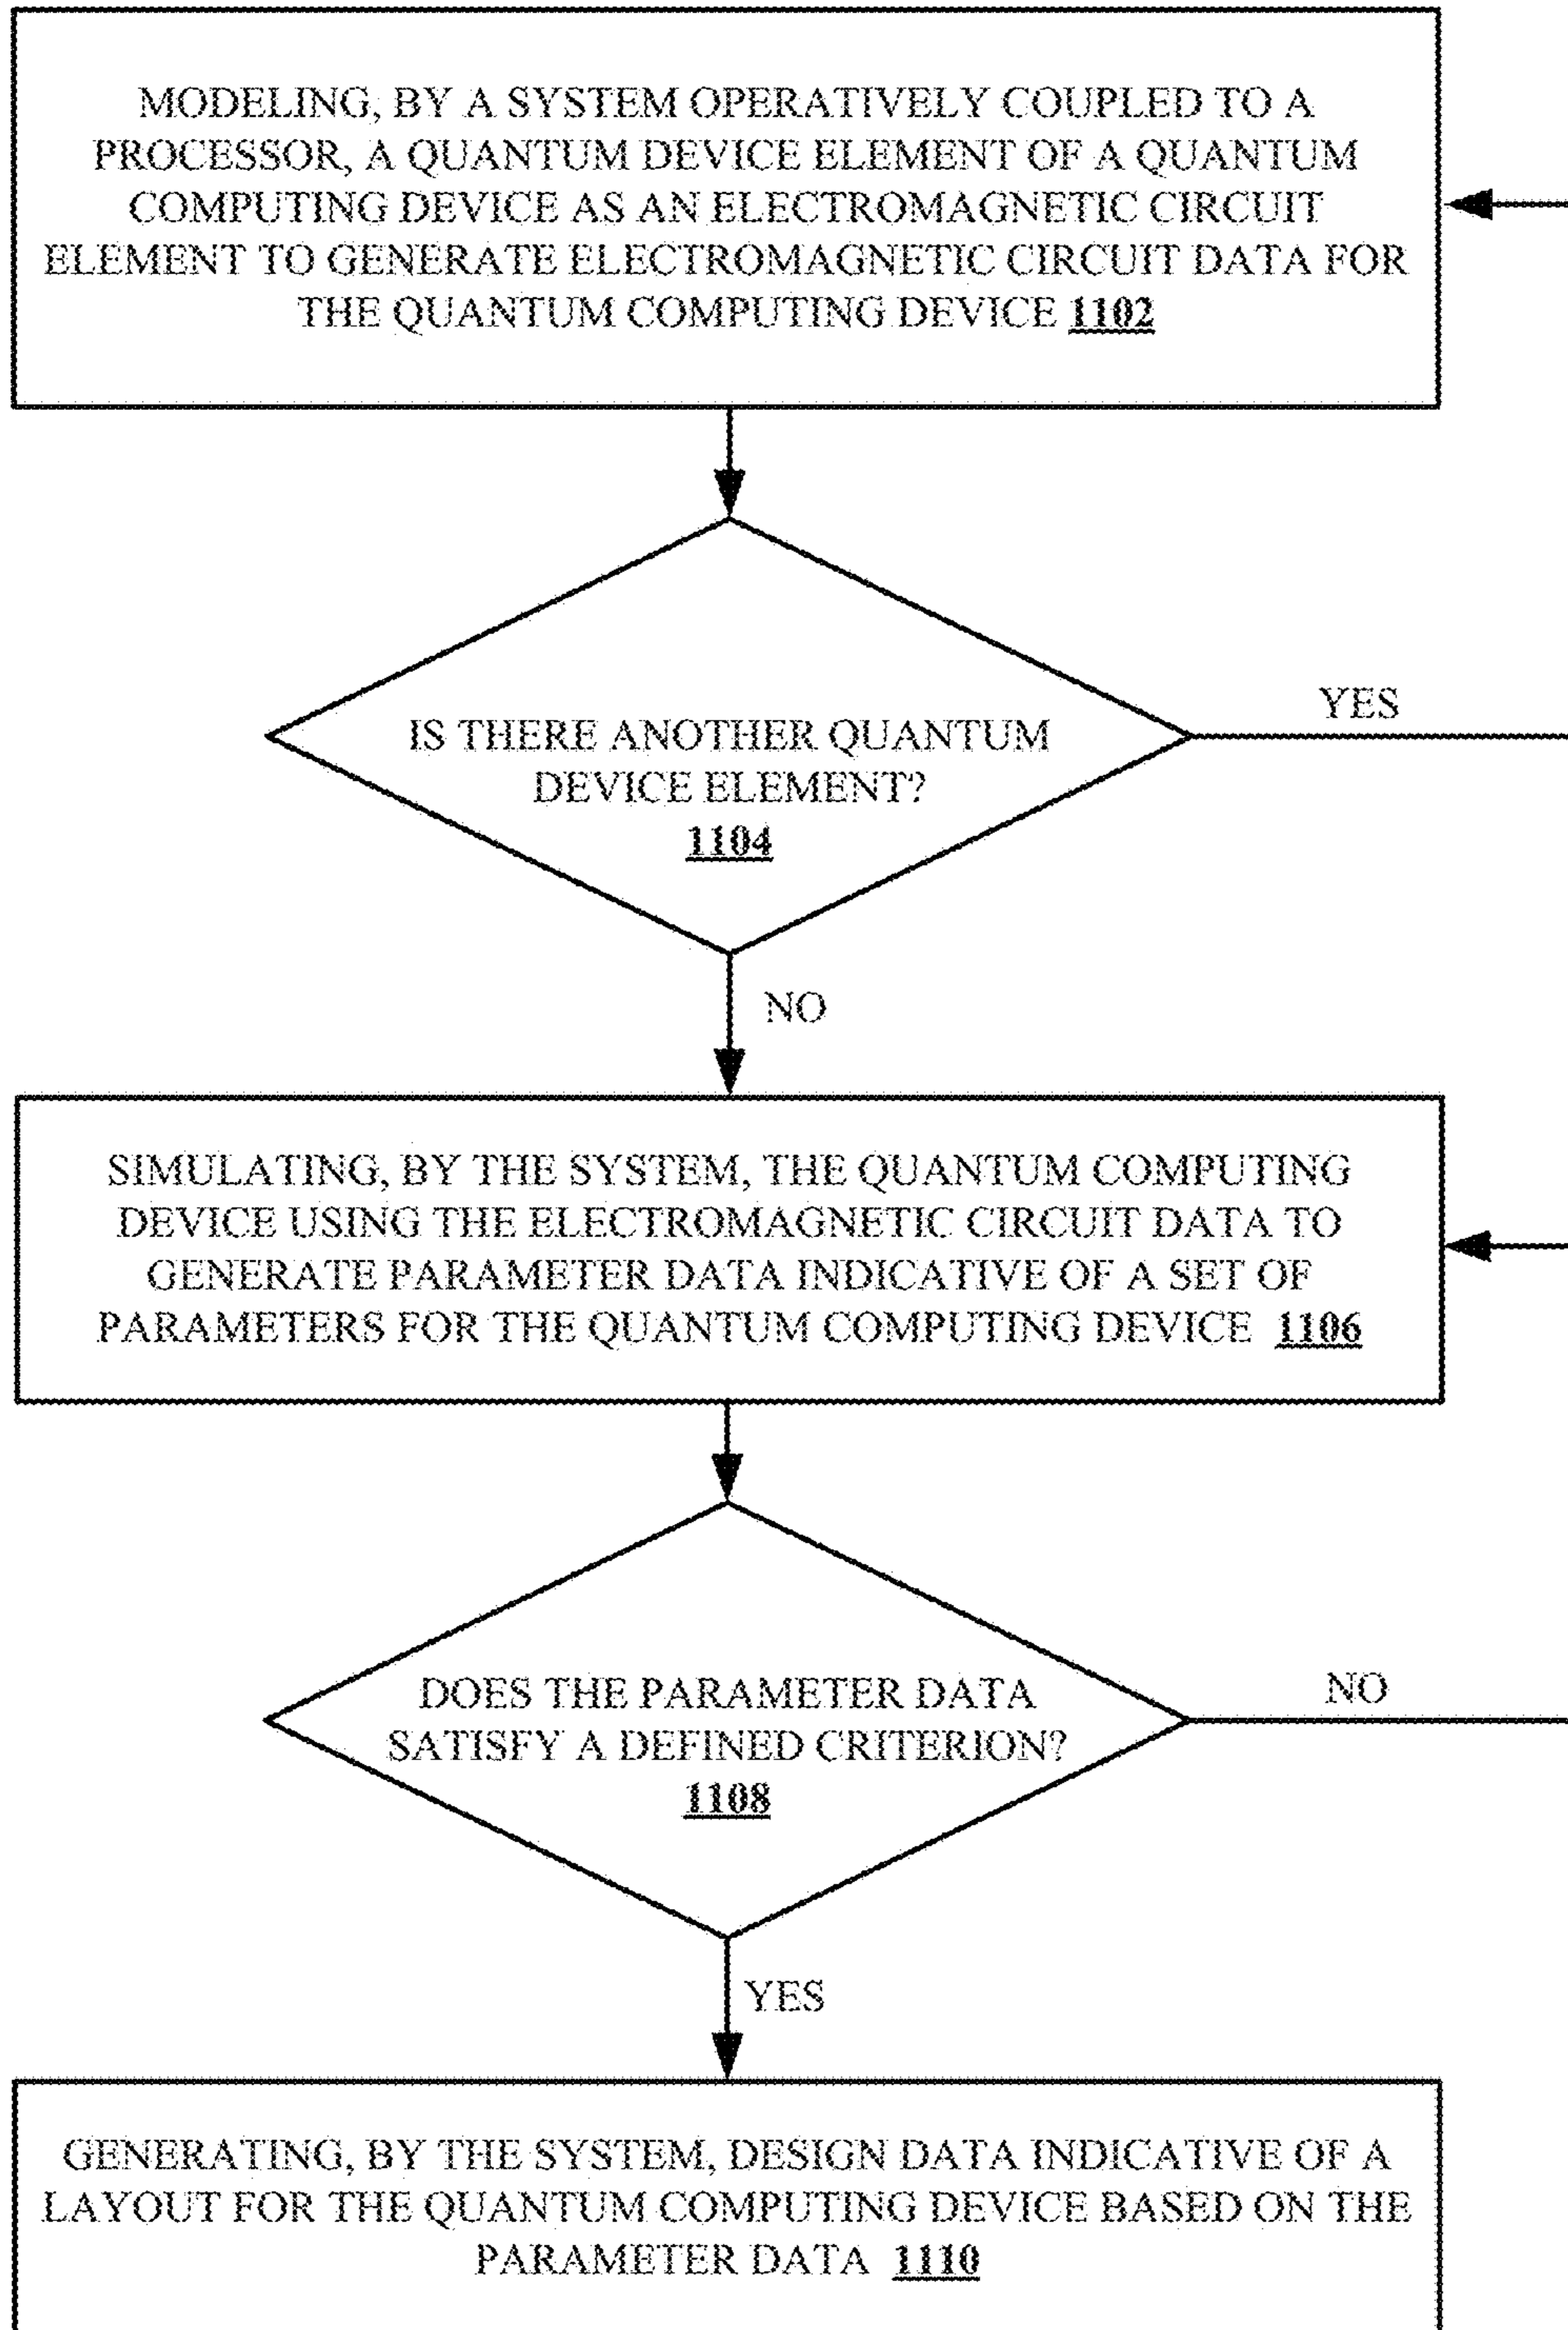 MODELING, BY A SYSTEM OPERATIVELY COUPLED TO A
PROCESSOR, A QUANTUM DEVICE ELEMENT OF A QUANTUM
COMPUTING DEVICE AS AN ELECTROMAGNETIC CIRCUIT
ELEMENT TO GENERATE ELECTROMAGNETIC CIRCUIT DATA FOR
THE QUANTUM COMPUTING DEVICE 1102
YES
IS THERE ANOTHER QUANTUM
DEVICE ELEMENT?
1104
NO
SIMULATING, BY THE SYSTEM, THE QUANTUM COMPUTING
DEVICE USING THE ELECTROMAGNETIC CIRCUIT DATA TO
GENERATE PARAMETER DATA INDICATIVE OF A SET OF
PARAMETERS FOR THE QUANTUM COMPUTING DEVICE 1106
NO
DOES THE PARAMETER DATA
SATISFY A DEFINED CRITERION?
1108
YES
GENERATING, BY THE SYSTEM, DESIGN DATA INDICATIVE OF A
LAYOUT FOR THE QUANTUM COMPUTING DEVICE BASED ON THE
PARAMETER DATA 1110